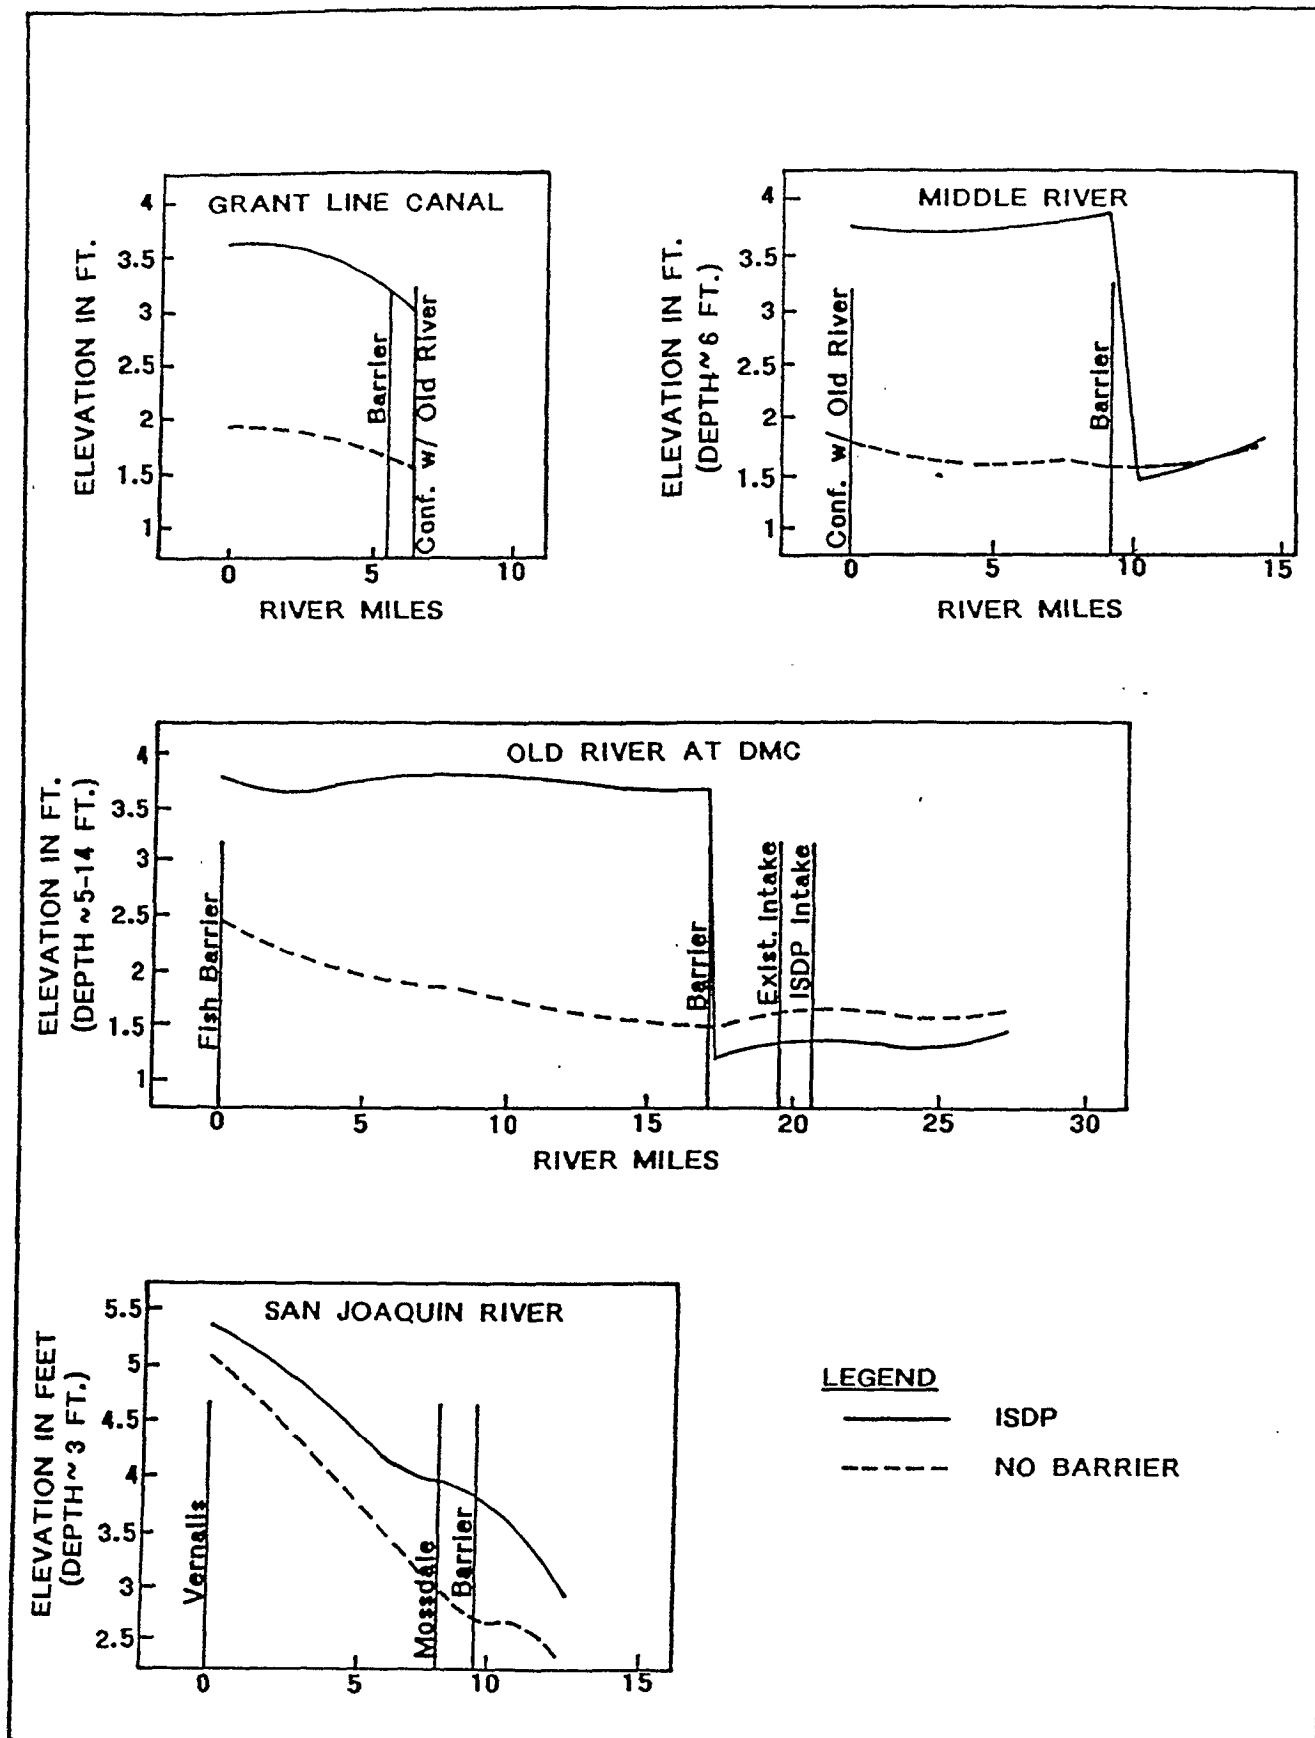 GRANT LINE CANAL
ELEVATION IN FT.
4
3.5
3
2.5
2
1.5
1
Barrier
Conf. w/ Old River
0 5 10
RIVER MILES
MIDDLE RIVER
ELEVATION IN FT.
(DEPTH~6 FT.)
4
3.5
3
2.5
2
1.5
1
Conf. w/ Old River
Barrier
0 5 10 15
RIVER MILES
OLD RIVER AT DMC
ELEVATION IN FT.
(DEPTH~5-14 FT.)
4
3.5
3
2.5
2
1.5
1
Fish Barrier
Barrier
Exist. Intake
ISDP Intake
0 5 10 15 20 25 30
RIVER MILES
SAN JOAQUIN RIVER
ELEVATION IN FEET
(DEPTH~3 FT.)
5.5
5
4.5
4
3.5
3
2.5
Vernalis
Mossdale
Barrier
0 5 10 15
LEGEND
ISDP
NO BARRIER